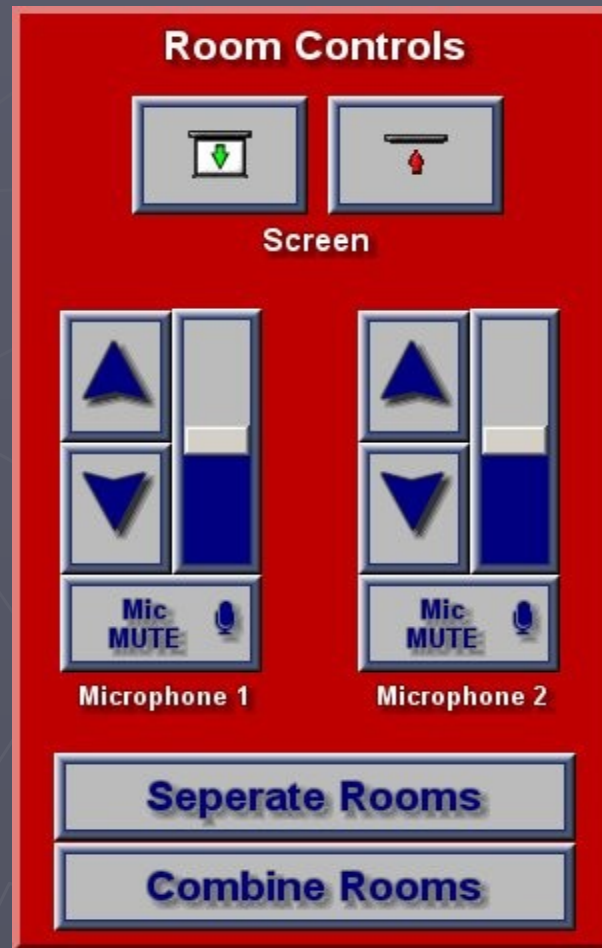 Room Controls
Screen
Mic
MUTE
Mic
MUTE
Microphone 1
Microphone 2
Seperate Rooms
Combine Rooms